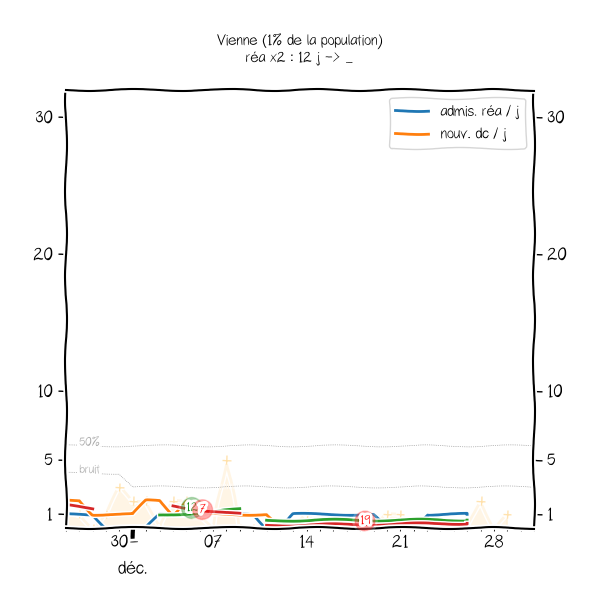 Vienne (1% de la population)
réa x2 : 12 j -> _
admis. réa / j
nouv. dc / j
30 30
20 20
10 10
5 5
1 1
50%
bruit
12 7 19
30 07 14 21 28
déc.